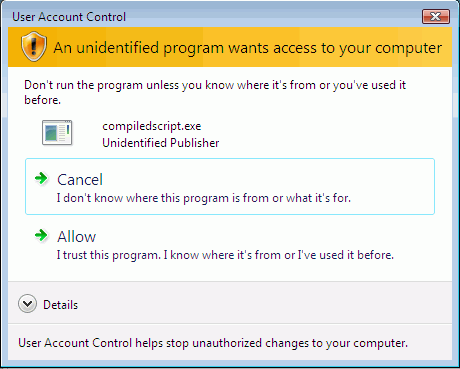 User Account Control
An unidentified program wants access to your computer
Don't run the program unless you know where it's from or you've used it
before.
compiledscript.exe
Unidentified Publisher
Cancel
I don't know where this program is from or what it's for.
Allow
I trust this program. I know where it's from or I've used it before.
Details
User Account Control helps stop unauthorized changes to your computer.